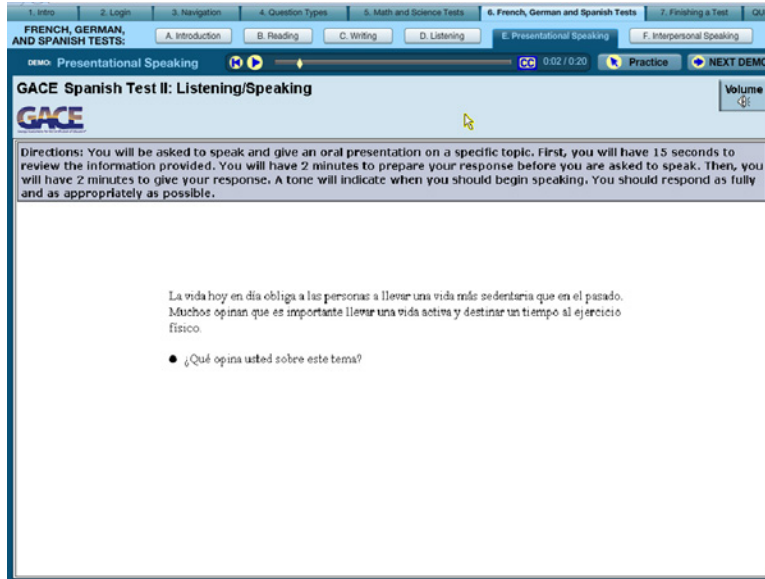 1. Intro 2. Login 3. Navigation 4. Question Types 5. Math and Science Tests 6. French, German and Spanish Tests 7. Finishing a Test
FRENCH, GERMAN,
AND SPANISH TESTS:
A. Introduction B. Reading C. Writing D. Listening E. Presentational Speaking F. Interpersonal Speaking
DEMO: Presentational Speaking CC 0:02 / 0:20 Practice NEXT DEMO
GACE Spanish Test II: Listening/Speaking
Volume
GACE
Directions: You will be asked to speak and give an oral presentation on a specific topic. First, you will have 15 seconds to
review the information provided. You will have 2 minutes to prepare your response before you are asked to speak. Then, you
will have 2 minutes to give your response. A tone will indicate when you should begin speaking. You should respond as fully
and as appropriately as possible.
La vida hoy en día obliga a las personas a llevar una vida más sedentaria que en el pasado.
Muchos opinan que es importante llevar una vida activa y destinar un tiempo al ejercicio
físico.
● ¿Qué opina usted sobre este tema?